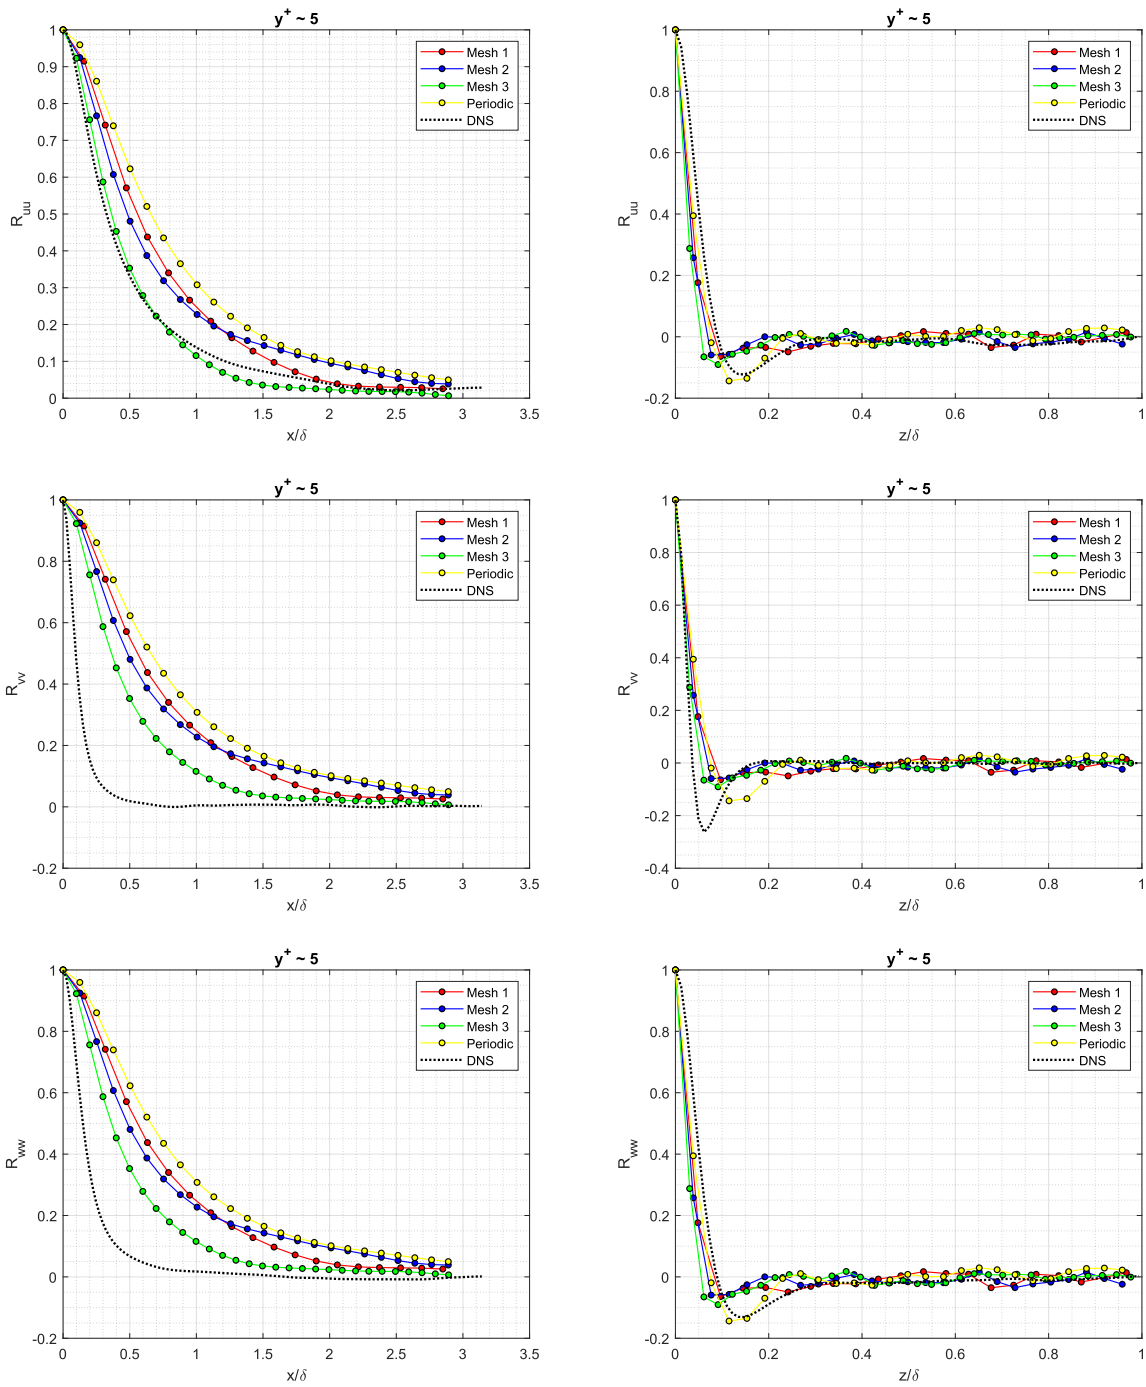 y+ ~ 5
1
0.9
0.8
0.7
0.6
0.5
0.4
0.3
0.2
0.1
0
Ruu
0 0.5 1 1.5 2 2.5 3 3.5
x/δ
Mesh 1
Mesh 2
Mesh 3
Periodic
DNS
y+ ~ 5
1
0.8
0.6
0.4
0.2
0
-0.2
Ruu
0 0.2 0.4 0.6 0.8 1
z/δ
Mesh 1
Mesh 2
Mesh 3
Periodic
DNS
y+ ~ 5
1
0.8
0.6
0.4
0.2
0
-0.2
Rvv
0 0.5 1 1.5 2 2.5 3 3.5
x/δ
Mesh 1
Mesh 2
Mesh 3
Periodic
DNS
y+ ~ 5
1
0.8
0.6
0.4
0.2
0
-0.2
-0.4
Rvv
0 0.2 0.4 0.6 0.8 1
z/δ
Mesh 1
Mesh 2
Mesh 3
Periodic
DNS
y+ ~ 5
1
0.8
0.6
0.4
0.2
0
-0.2
Rww
0 0.5 1 1.5 2 2.5 3 3.5
x/δ
Mesh 1
Mesh 2
Mesh 3
Periodic
DNS
y+ ~ 5
1
0.8
0.6
0.4
0.2
0
-0.2
Rww
0 0.2 0.4 0.6 0.8 1
z/δ
Mesh 1
Mesh 2
Mesh 3
Periodic
DNS